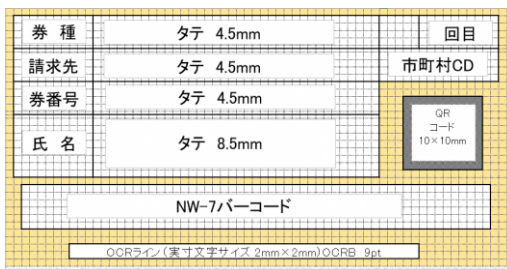 券 種 タテ 4.5mm 回目
請求先 タテ 4.5mm 市町村CD
券番号 タテ 4.5mm
QR
コード
10×10mm
氏 名 タテ 8.5mm
NW-7バーコード
OCRライン(実寸文字サイズ 2mm×2mm)OCRB 9pt